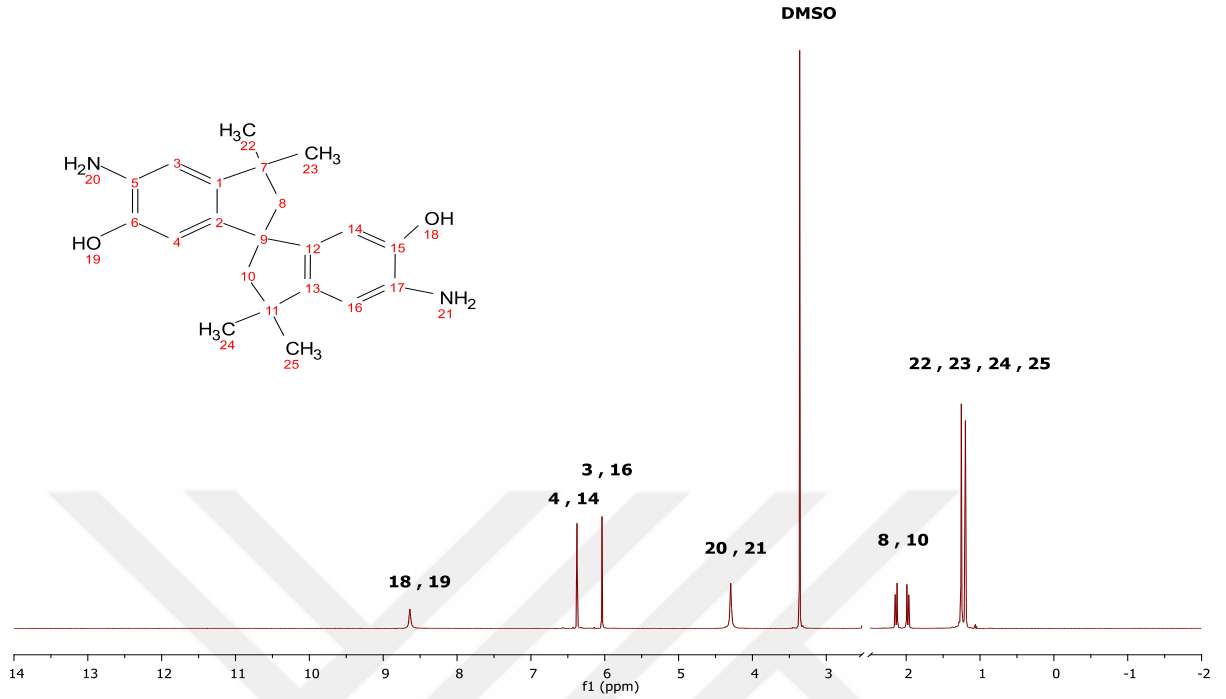 DMSO
H3C
22
CH3
23
H2N
20
3
7
5
1
8
6
2
14
OH
18
HO
19
4
9
12
15
10
13
17
16
NH2
21
11
H3C
24
CH3
25
22 , 23 , 24 , 25
3 , 16
4 , 14
20 , 21
8 , 10
18 , 19
14 13 12 11 10 9 8 7 6 5 4 3 2 1 0 -1 -2
f1 (ppm)